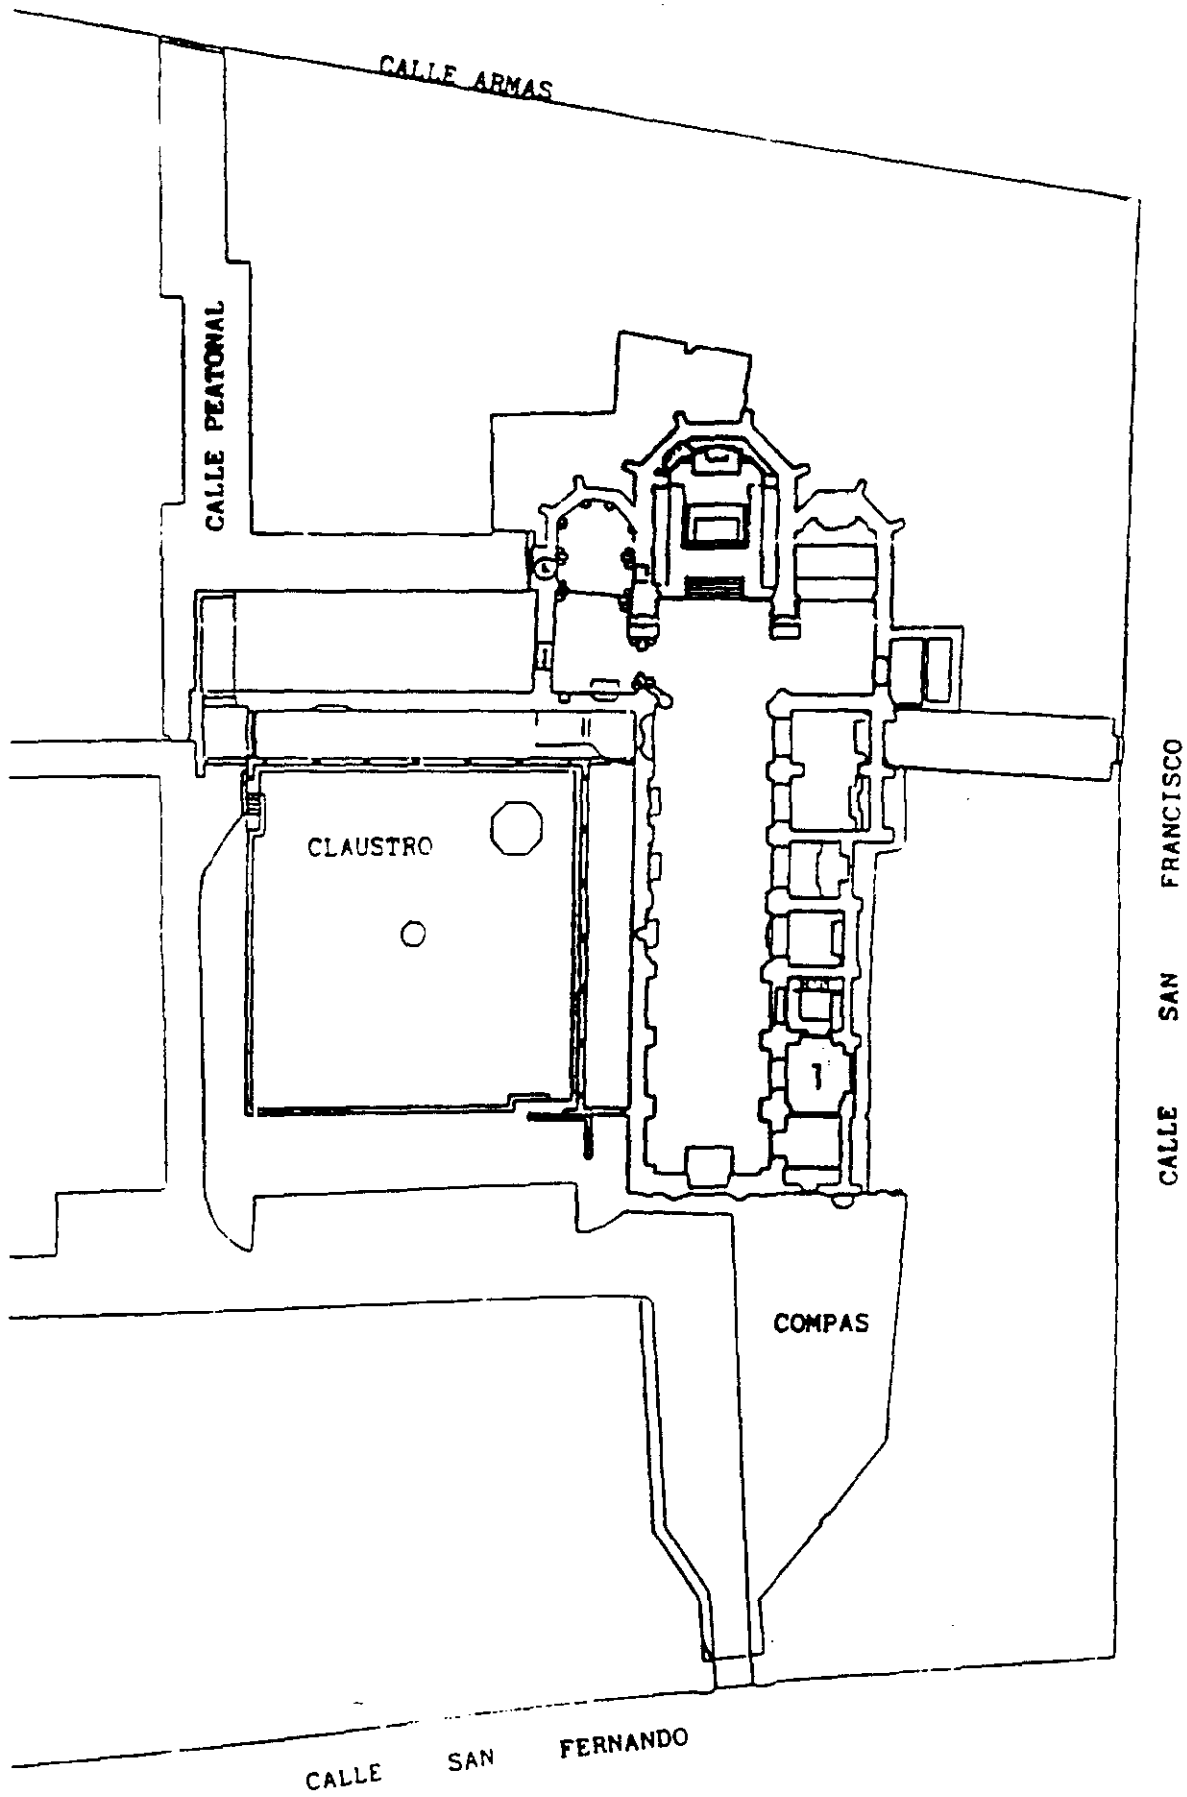 CALLE ARMAS
CALLE PEATONAL
CLAUSTRO
CALLE SAN FRANCISCO
1
COMPAS
CALLE SAN FERNANDO